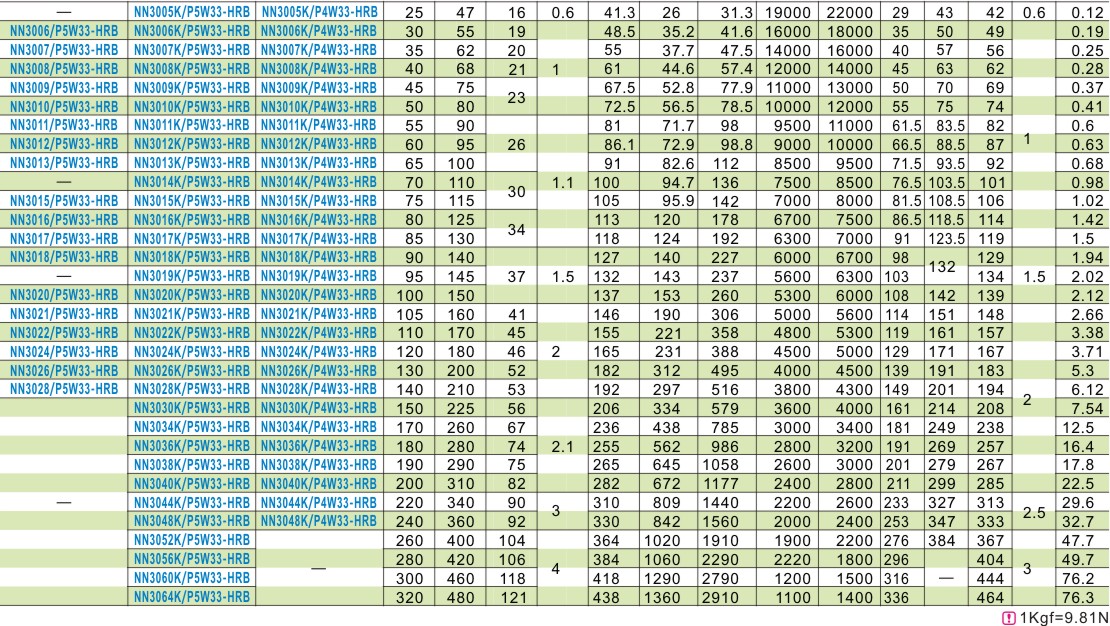 — NN3005K/P5W33-HRB NN3005K/P4W33-HRB 25 47 16 0.6 41.3 26 31.3 19000 22000 29 43 42 0.6 0.12
NN3006/P5W33-HRB NN3006K/P5W33-HRB NN3006K/P4W33-HRB 30 55 19 48.5 35.2 41.6 16000 18000 35 50 49 0.19
NN3007/P5W33-HRB NN3007K/P5W33-HRB NN3007K/P4W33-HRB 35 62 20 55 37.7 47.5 14000 16000 40 57 56 0.25
NN3008/P5W33-HRB NN3008K/P5W33-HRB NN3008K/P4W33-HRB 40 68 21 1 61 44.6 57.4 12000 14000 45 63 62 0.28
NN3009/P5W33-HRB NN3009K/P5W33-HRB NN3009K/P4W33-HRB 45 75 23 67.5 52.8 77.9 11000 13000 50 70 69 0.37
NN3010/P5W33-HRB NN3010K/P5W33-HRB NN3010K/P4W33-HRB 50 80 72.5 56.5 78.5 10000 12000 55 75 74 0.41
NN3011/P5W33-HRB NN3011K/P5W33-HRB NN3011K/P4W33-HRB 55 90 81 71.7 98 9500 11000 61.5 83.5 82 1 0.6
NN3012/P5W33-HRB NN3012K/P5W33-HRB NN3012K/P4W33-HRB 60 95 26 86.1 72.9 98.8 9000 10000 66.5 88.5 87 0.63
NN3013/P5W33-HRB NN3013K/P5W33-HRB NN3013K/P4W33-HRB 65 100 91 82.6 112 8500 9500 71.5 93.5 92 0.68
— NN3014K/P5W33-HRB NN3014K/P4W33-HRB 70 110 30 1.1 100 94.7 136 7500 8500 76.5 103.5 101 0.98
NN3015/P5W33-HRB NN3015K/P5W33-HRB NN3015K/P4W33-HRB 75 115 105 95.9 142 7000 8000 81.5 108.5 106 1.02
NN3016/P5W33-HRB NN3016K/P5W33-HRB NN3016K/P4W33-HRB 80 125 34 113 120 178 6700 7500 86.5 118.5 114 1.42
NN3017/P5W33-HRB NN3017K/P5W33-HRB NN3017K/P4W33-HRB 85 130 118 124 192 6300 7000 91 123.5 119 1.5
NN3018/P5W33-HRB NN3018K/P5W33-HRB NN3018K/P4W33-HRB 90 140 127 140 227 6000 6700 98 132 129 1.94
— NN3019K/P5W33-HRB NN3019K/P4W33-HRB 95 145 37 1.5 132 143 237 5600 6300 103 134 1.5 2.02
NN3020/P5W33-HRB NN3020K/P5W33-HRB NN3020K/P4W33-HRB 100 150 137 153 260 5300 6000 108 142 139 2.12
NN3021/P5W33-HRB NN3021K/P5W33-HRB NN3021K/P4W33-HRB 105 160 41 146 190 306 5000 5600 114 151 148 2.66
NN3022/P5W33-HRB NN3022K/P5W33-HRB NN3022K/P4W33-HRB 110 170 45 155 221 358 4800 5300 119 161 157 3.38
NN3024/P5W33-HRB NN3024K/P5W33-HRB NN3024K/P4W33-HRB 120 180 46 2 165 231 388 4500 5000 129 171 167 3.71
NN3026/P5W33-HRB NN3026K/P5W33-HRB NN3026K/P4W33-HRB 130 200 52 182 312 495 4000 4500 139 191 183 5.3
NN3028/P5W33-HRB NN3028K/P5W33-HRB NN3028K/P4W33-HRB 140 210 53 192 297 516 3800 4300 149 201 194 2 6.12
NN3030K/P5W33-HRB NN3030K/P4W33-HRB 150 225 56 206 334 579 3600 4000 161 214 208 7.54
NN3034K/P5W33-HRB NN3034K/P4W33-HRB 170 260 67 236 438 785 3000 3400 181 249 238 12.5
NN3036K/P5W33-HRB NN3036K/P4W33-HRB 180 280 74 2.1 255 562 986 2800 3200 191 269 257 16.4
NN3038K/P5W33-HRB NN3038K/P4W33-HRB 190 290 75 265 645 1058 2600 3000 201 279 267 17.8
NN3040K/P5W33-HRB NN3040K/P4W33-HRB 200 310 82 282 672 1177 2400 2800 211 299 285 22.5
— NN3044K/P5W33-HRB NN3044K/P4W33-HRB 220 340 90 3 310 809 1440 2200 2600 233 327 313 2.5 29.6
NN3048K/P5W33-HRB NN3048K/P4W33-HRB 240 360 92 330 842 1560 2000 2400 253 347 333 32.7
NN3052K/P5W33-HRB 260 400 104 364 1020 1910 1900 2200 276 384 367 47.7
NN3056K/P5W33-HRB — 280 420 106 4 384 1060 2290 2220 1800 296 404 3 49.7
NN3060K/P5W33-HRB 300 460 118 418 1290 2790 1200 1500 316 — 444 76.2
NN3064K/P5W33-HRB 320 480 121 438 1360 2910 1100 1400 336 464 76.3
! 1Kgf=9.81N